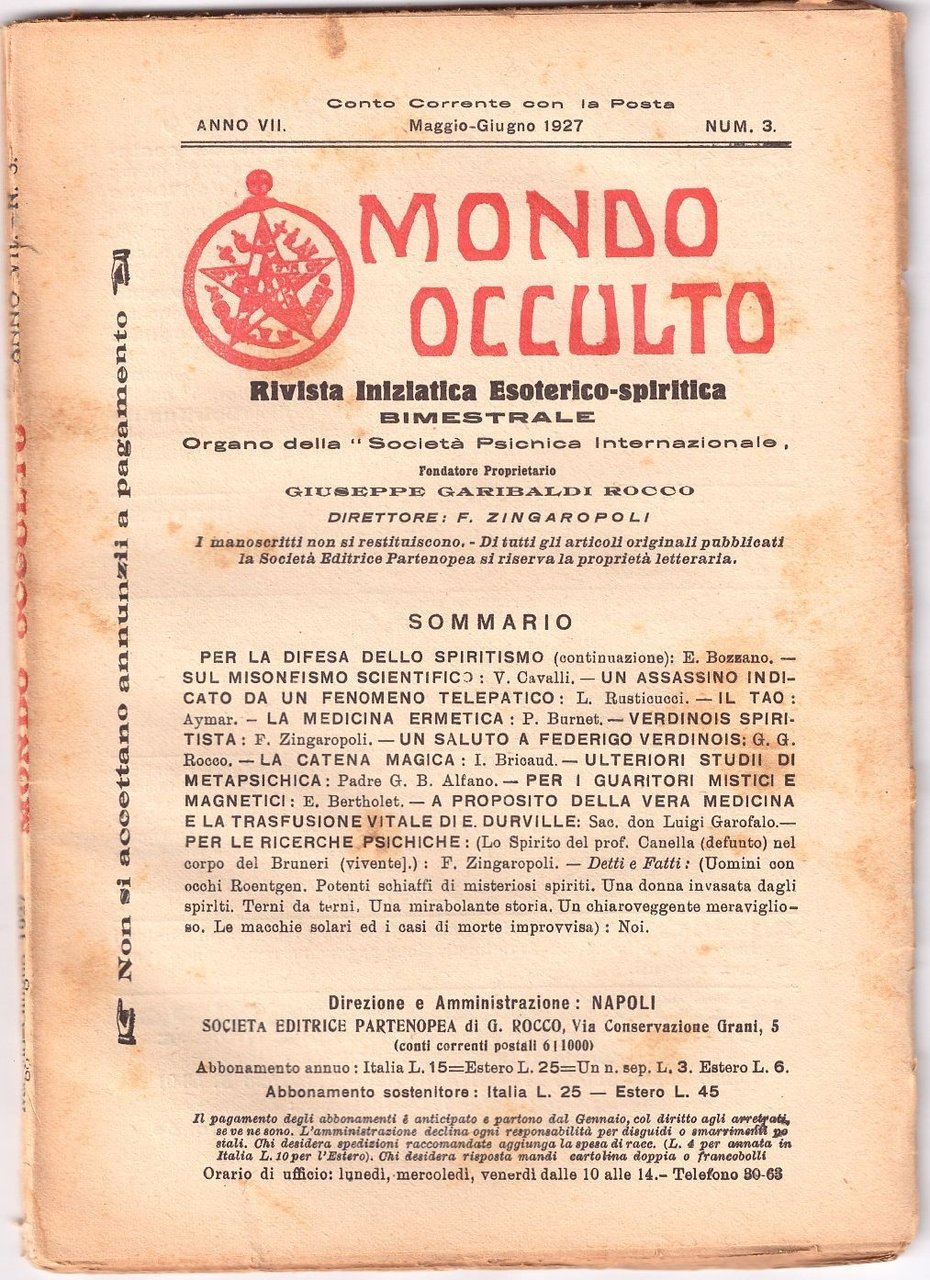 Conto Corrente con la Posta
ANNO VII. Maggio-Giugno 1927 NUM. 3.
MONDO
OCCULTO
Rivista Iniziatica Esoterico-spiritica
BIMESTRALE
Organo della “ Società Psichica Internazionale ,
Fondatore Proprietario
GIUSEPPE GARIBALDI ROCCO
DIRETTORE: F. ZINGAROPOLI
I manoscritti non si restituiscono. - Di tutti gli articoli originali pubblicati
la Società Editrice Partenopea si riserva la proprietà letteraria.
SOMMARIO
PER LA DIFESA DELLO SPIRITISMO (continuazione): E. Bozzano. —
SUL MISONEISMO SCIENTIFICO : V. Cavalli. — UN ASSASSINO INDI-
CATO DA UN FENOMENO TELEPATICO : L. Rusticucci. — IL TAO :
Aymar. – LA MEDICINA ERMETICA : P. Burnet. — VERDINOIS SPIRI-
TISTA : F. Zingaropoli. — UN SALUTO A FEDERIGO VERDINOIS: G. G.
Rocco. — LA CATENA MAGICA : I. Bricaud. — ULTERIORI STUDII DI
METAPSICHICA : Padre G. B. Alfano. — PER I GUARITORI MISTICI E
MAGNETICI : E. Bertholet. — A PROPOSITO DELLA VERA MEDICINA
E LA TRASFUSIONE VITALE DI E. DURVILLE: Sac. don Luigi Garofalo.—
PER LE RICERCHE PSICHICHE : (Lo Spirito del prof. Canella (defunto) nel
corpo del Bruneri (vivente].) : F. Zingaropoli. — Detti e Fatti : (Uomini con
occhi Roentgen. Potenti schiaffi di misteriosi spiriti. Una donna invasata dagli
spiriti. Terni da terni, Una mirabolante storia. Un chiaroveggente meraviglio-
so. Le macchie solari ed i casi di morte improvvisa) : Noi.
Direzione e Amministrazione : NAPOLI
SOCIETA EDITRICE PARTENOPEA di G. ROCCO, Via Conservazione Grani, 5
(conti correnti postali 6|1000)
Abbonamento annuo : Italia L. 15=Estero L. 25=Un n. sep. L. 3. Estero L. 6.
Abbonamento sostenitore : Italia L. 25 — Estero L. 45
Il pagamento degli abbonamenti è anticipato e partono dal Gennaio, col diritto agli arretrati,
se ve ne sono. L'amministrazione declina ogni responsabilità per disguidi o smarrimenti po
stali. Chi desidera spedizioni raccomandate aggiunga la spesa di racc. (L. 4 per annata in
Italia L. 10 per l'Estero). Chi desidera risposta mandi cartolina doppia o francobolli
Orario di ufficio: lunedì, mercoledì, venerdì dalle 10 alle 14.– Telefono 30-63
Non si accettano annunzii a pagamento
ANNO VII. – N. 3.
MONDO OCCULTO